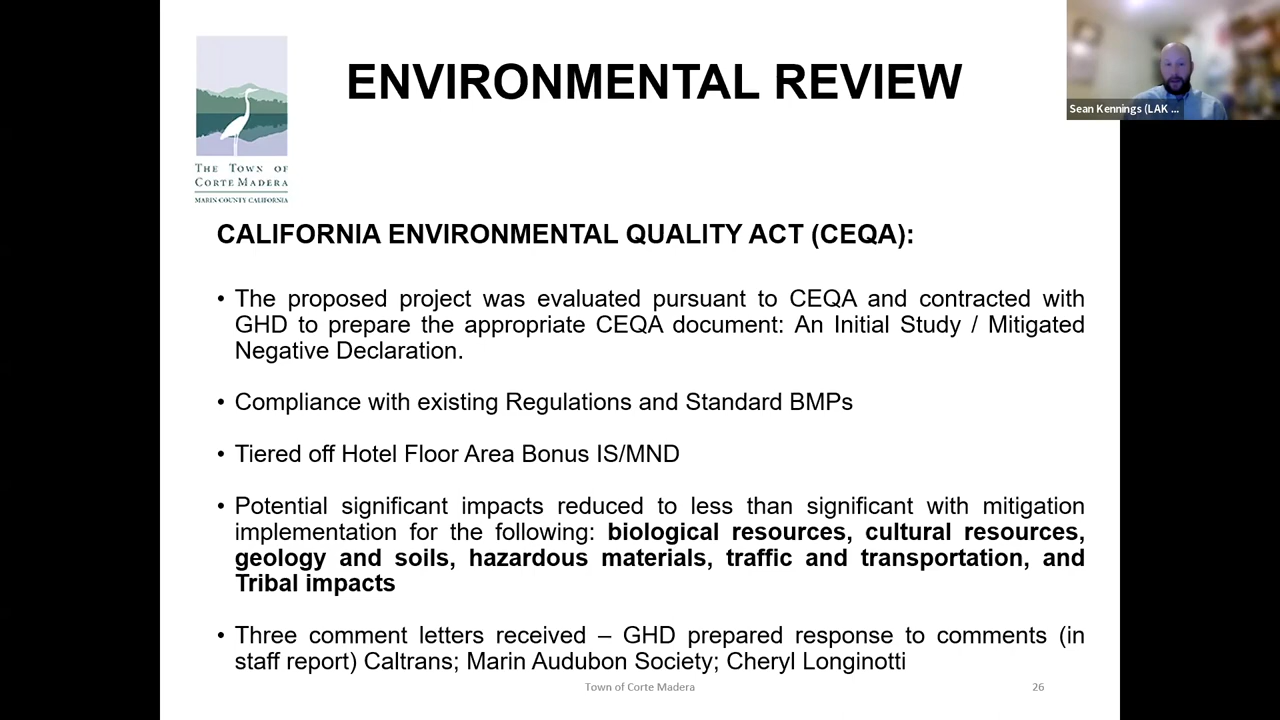 ENVIRONMENTAL REVIEW
Sean Kennings (LAK ...
THE TOWN OF
CORTE MADERA
MARIN COUNTY CALIFORNIA
CALIFORNIA ENVIRONMENTAL QUALITY ACT (CEQA):
• The proposed project was evaluated pursuant to CEQA and contracted with
GHD to prepare the appropriate CEQA document: An Initial Study / Mitigated
Negative Declaration.
• Compliance with existing Regulations and Standard BMPs
• Tiered off Hotel Floor Area Bonus IS/MND
• Potential significant impacts reduced to less than significant with mitigation
implementation for the following: biological resources, cultural resources,
geology and soils, hazardous materials, traffic and transportation, and
Tribal impacts
• Three comment letters received – GHD prepared response to comments (in
staff report) Caltrans; Marin Audubon Society; Cheryl Longinotti
Town of Corte Madera
26